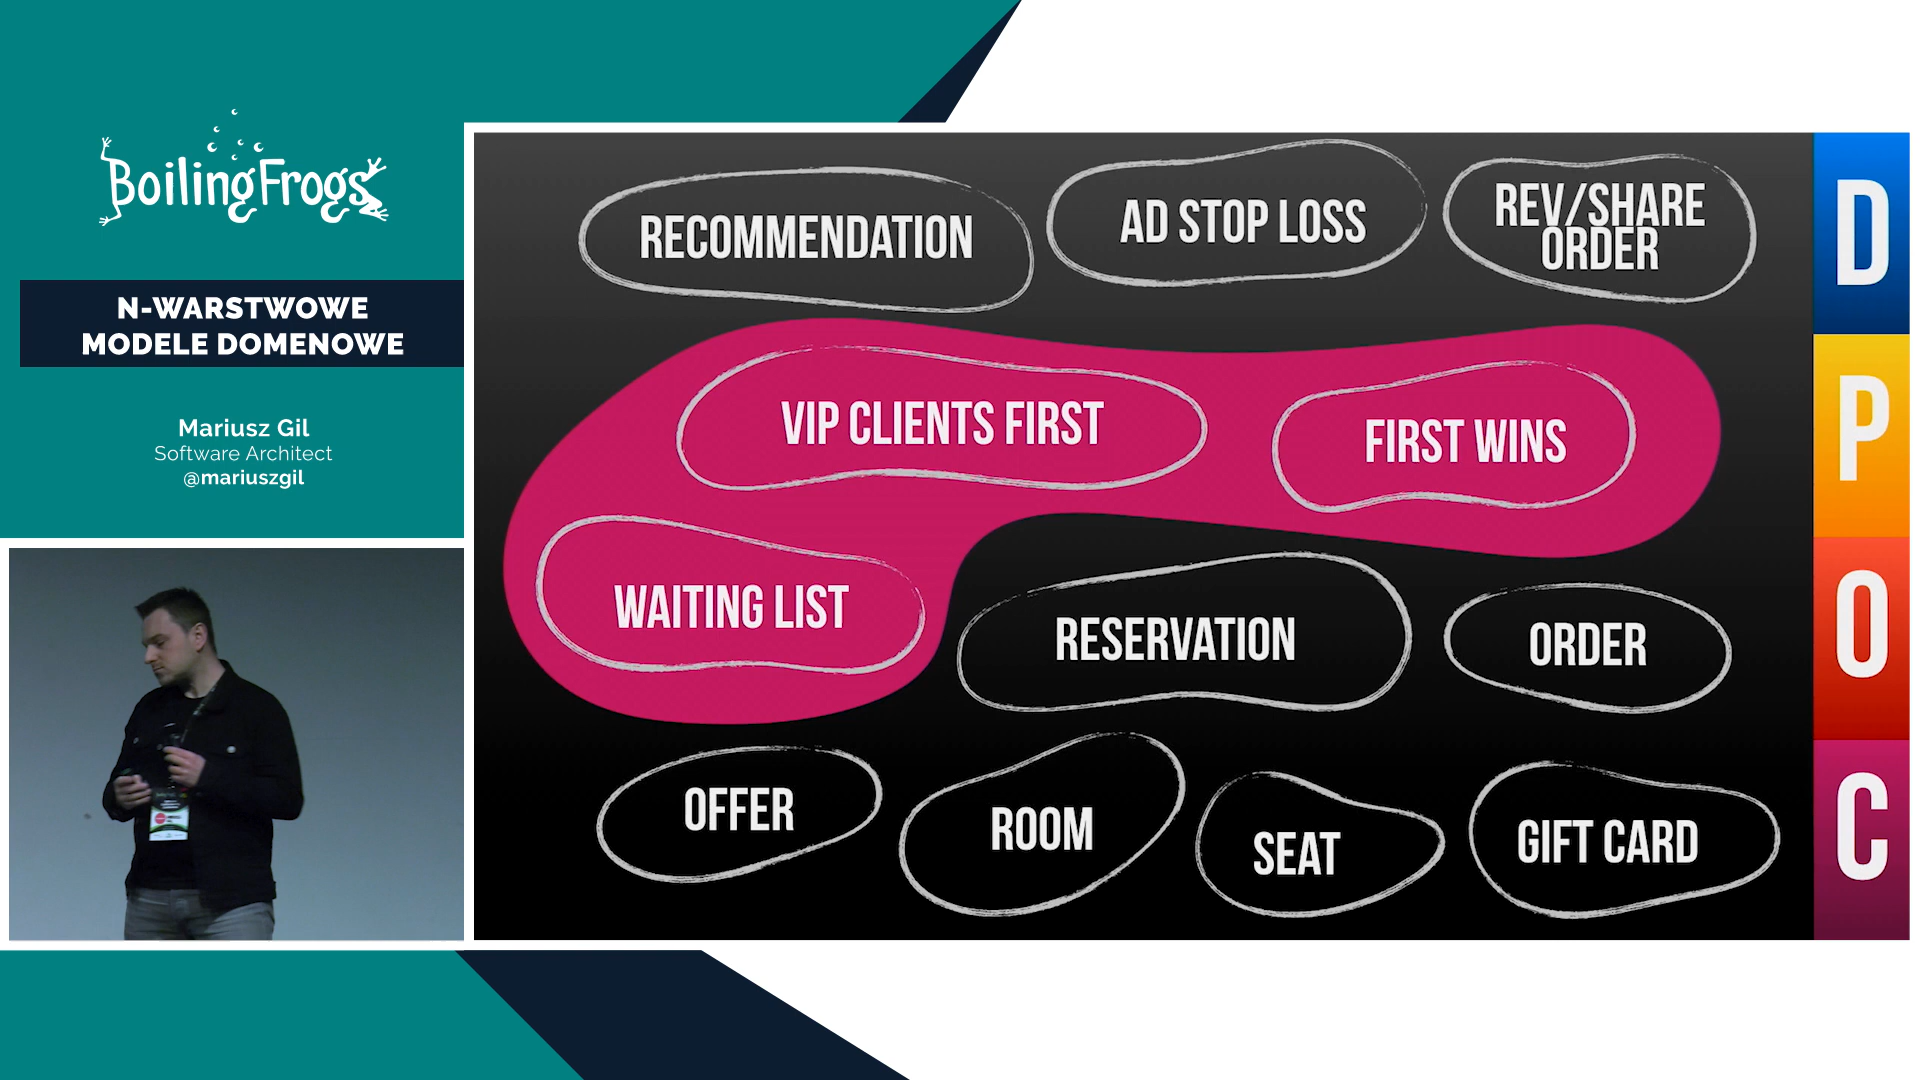 BoilingFrogs
N-WARSTWOWE
MODELE DOMENOWE
Mariusz Gil
Software Architect
@mariuszgil
RECOMMENDATION
AD STOP LOSS
REV/SHARE
ORDER
VIP CLIENTS FIRST
FIRST WINS
WAITING LIST
RESERVATION
ORDER
OFFER
ROOM
SEAT
GIFT CARD
D
P
O
C